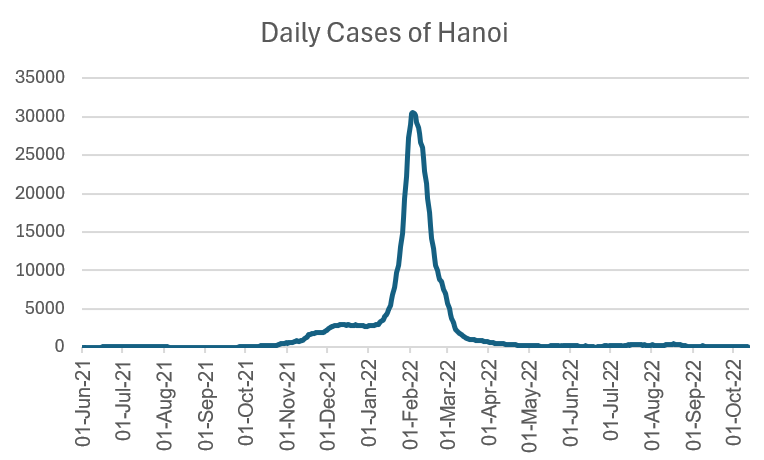 Daily Cases of Hanoi
35000
30000
25000
20000
15000
10000
5000
0
01-Jun-21
01-Jul-21
01-Aug-21
01-Sep-21
01-Oct-21
01-Nov-21
01-Dec-21
01-Jan-22
01-Feb-22
01-Mar-22
01-Apr-22
01-May-22
01-Jun-22
01-Jul-22
01-Aug-22
01-Sep-22
01-Oct-22